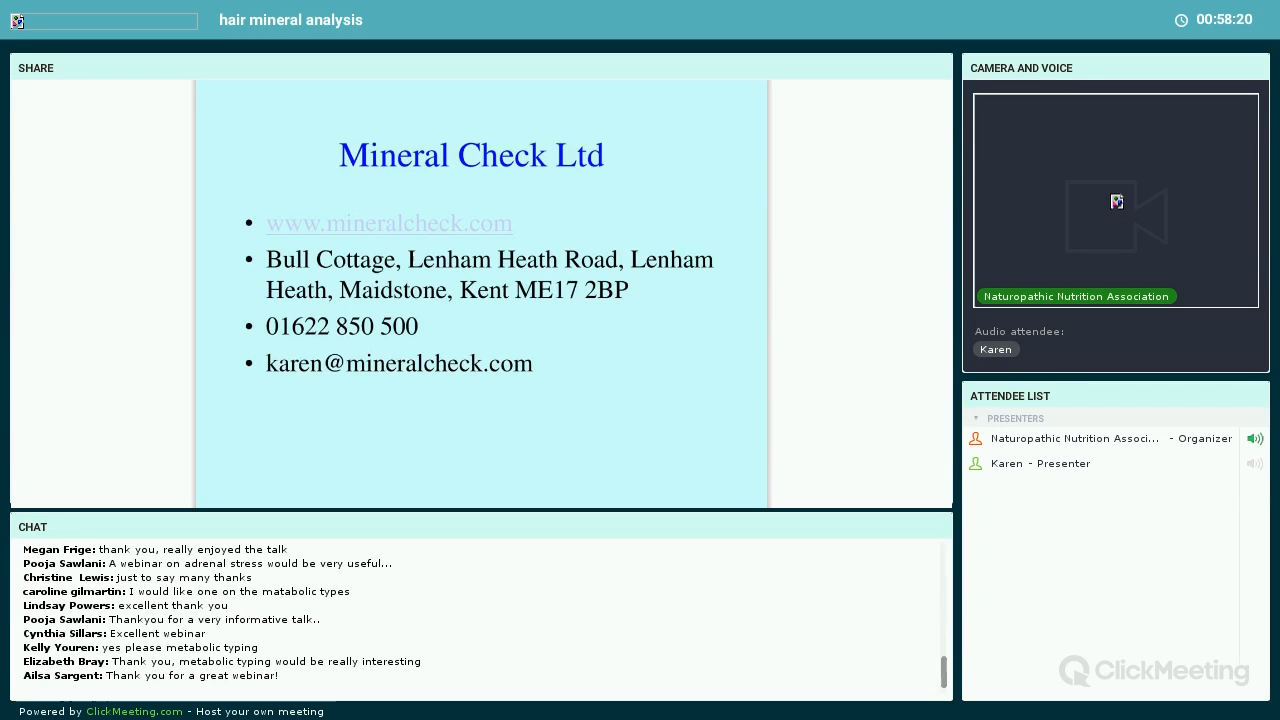 hair mineral analysis
00:58:20
SHARE
Mineral Check Ltd
• www.mineralcheck.com
• Bull Cottage, Lenham Heath Road, Lenham
Heath, Maidstone, Kent ME17 2BP
• 01622 850 500
• karen@mineralcheck.com
CAMERA AND VOICE
Naturopathic Nutrition Association
Audio attendee:
Karen
ATTENDEE LIST
PRESENTERS
Naturopathic Nutrition Associ... - Organizer
Karen - Presenter
ClickMeeting
CHAT
Megan Frige: thank you, really enjoyed the talk
Pooja Sawlani: A webinar on adrenal stress would be very useful...
Christine Lewis: just to say many thanks
caroline gilmartin: I would like one on the matabolic types
Lindsay Powers: excellent thank you
Pooja Sawlani: Thankyou for a very informative talk..
Cynthia Sillars: Excellent webinar
Kelly Youren: yes please metabolic typing
Elizabeth Bray: Thank you, metabolic typing would be really interesting
Ailsa Sargent: Thank you for a great webinar!
Powered by ClickMeeting.com - Host your own meeting